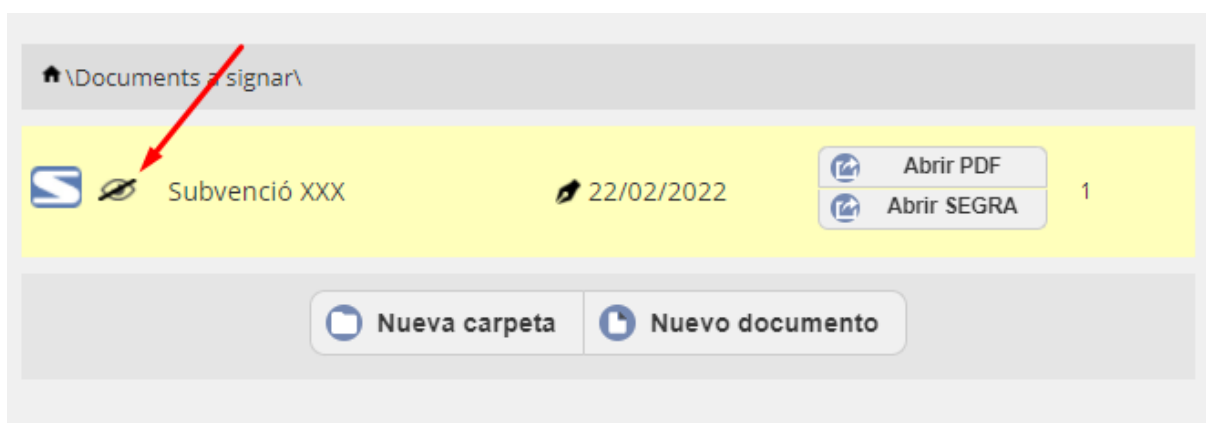 \Documents a signar\
Subvenció XXX 22/02/2022 Abrir PDF
Abrir SEGRA 1
Nueva carpeta Nuevo documento